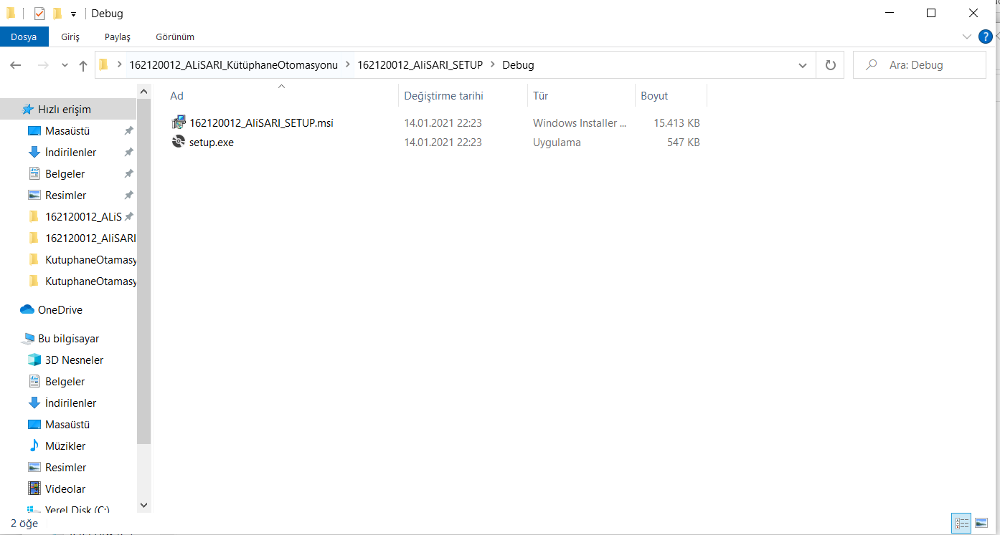 Debug
Dosya Giriş Paylaş Görünüm
162120012_ALiSARI_KütüphaneOtomasyonu 162120012_AliSARI_SETUP Debug Ara: Debug
Ad Değiştirme tarihi Tür Boyut
162120012_AliSARI_SETUP.msi 14.01.2021 22:23 Windows Installer ... 15.413 KB
setup.exe 14.01.2021 22:23 Uygulama 547 KB
Hızlı erişim
Masaüstü
İndirilenler
Belgeler
Resimler
162120012_ALiS
162120012_AliSARI
KutuphaneOtamasy
KutuphaneOtamasy
OneDrive
Bu bilgisayar
3D Nesneler
Belgeler
İndirilenler
Masaüstü
Müzikler
Resimler
Videolar
Yerel Disk (C:)
2 öğe